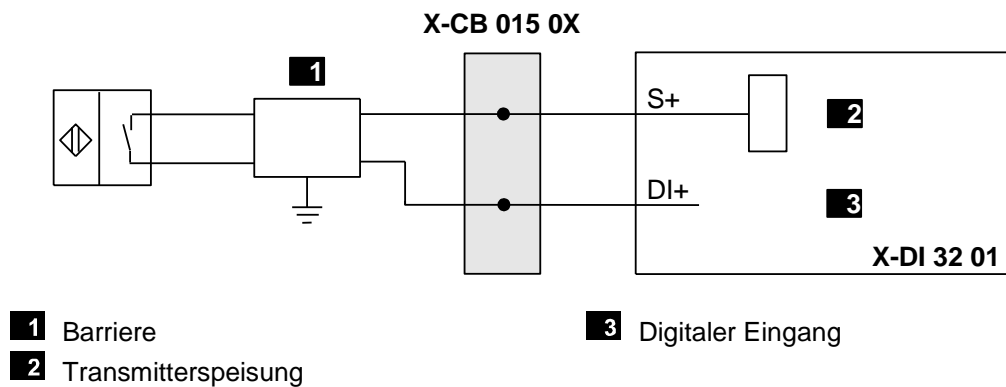 X-CB 015 0X
1
S+
2
DI+
3
X-DI 32 01
1 Barriere
3 Digitaler Eingang
2 Transmitterspeisung